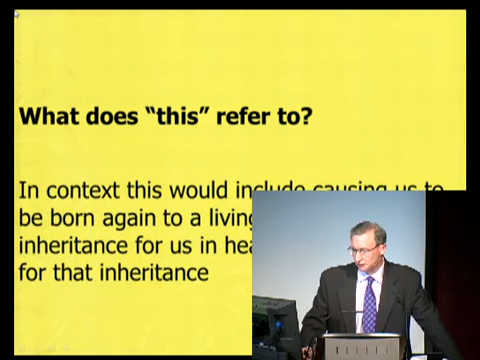 What does “this” refer to?
In context this would include causing us to
be born again to a living
inheritance for us in
for that inheritance